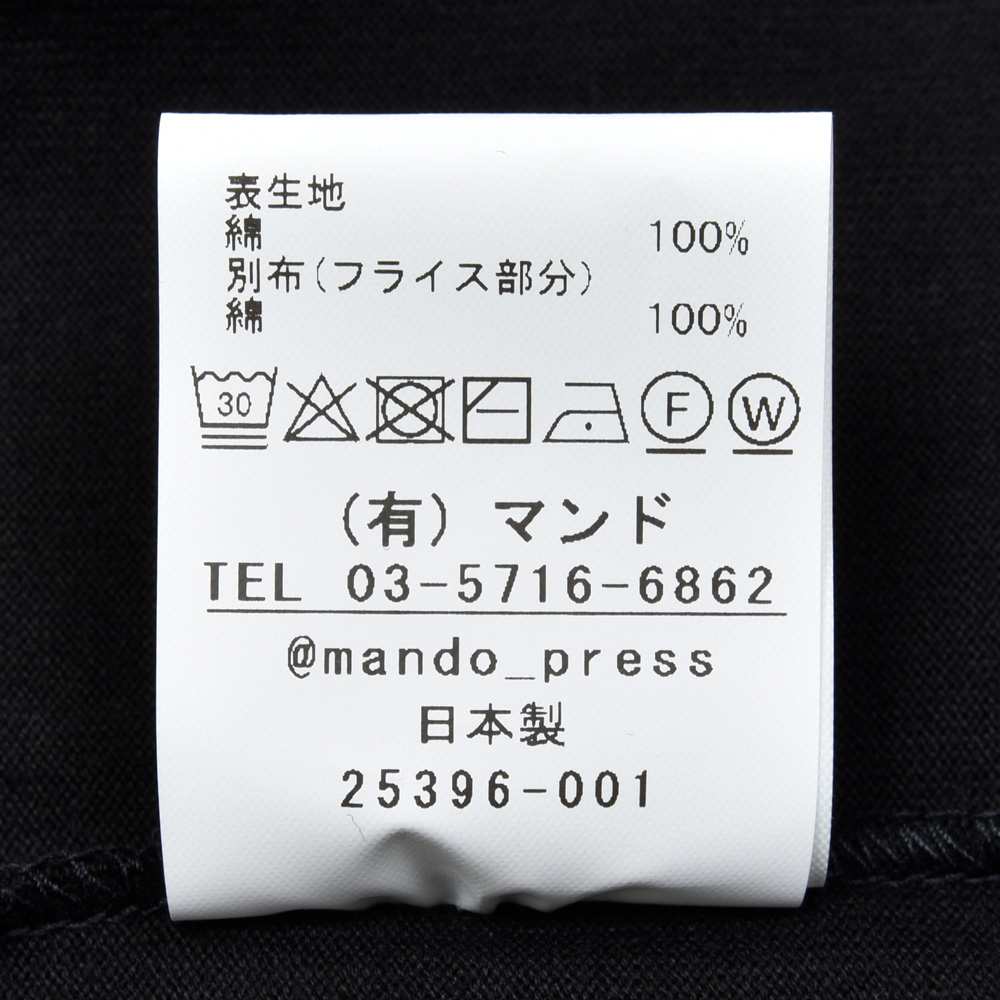 表生地
綿 100%
別布(フライス部分)
綿 100%
30 F W
(有) マンド
TEL 03-5716-6862
@mando_press
日本製
25396-001